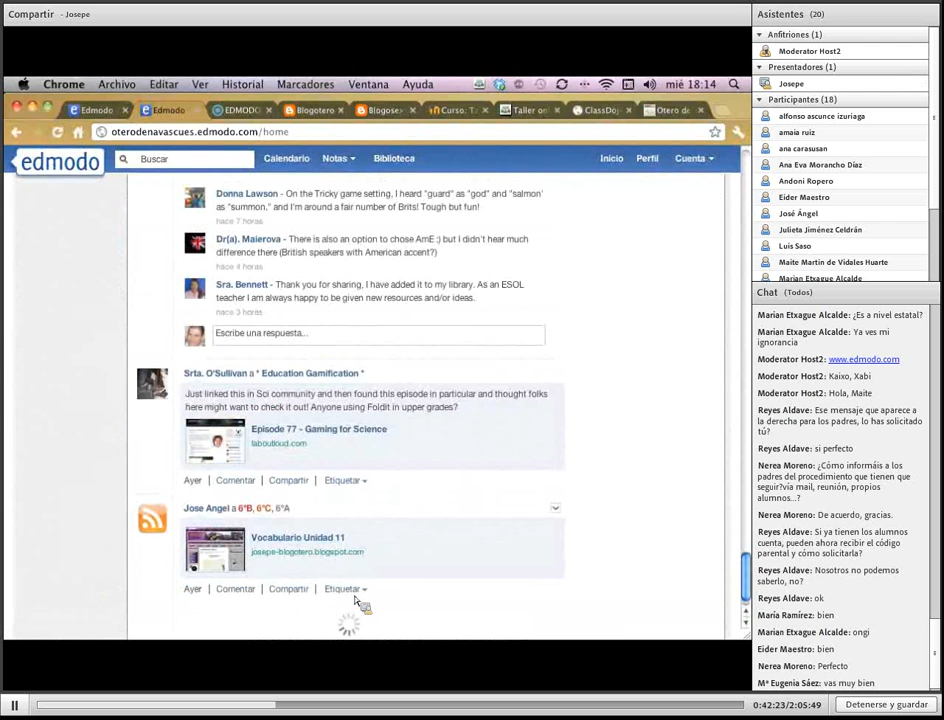 Compartir - Josepe
Chrome Archivo Editar Ver Historial Marcadores Ventana Ayuda mié 18:14
Edmodo Edmodo EDMODO: Blogotero Blogose Curso: T Taller on ClassDoj Otero de
oterodenavascues.edmodo.com/home
edmodo Buscar Calendario Notas Biblioteca Inicio Perfil Cuenta
Donna Lawson - On the Tricky game setting, I heard "guard" as "god" and "salmon'
as "summon," and I'm around a fair number of Brits! Tough but fun!
hace 7 horas
Dr(a). Maierova - There is also an option to chose AmE ;) but I didn't hear much
difference there (British speakers with American accent?)
hace 4 horas
Sra. Bennett - Thank you for sharing, I have added it to my library. As an ESOL
teacher I am always happy to be given new resources and/or ideas.
hace 3 horas
Escribe una respuesta...
Srta. O'Sullivan a * Education Gamification *
Just linked this in Sci community and then found this episode in particular and thought folks
here might want to check it out! Anyone using Foldit in upper grades?
Episode 77 - Gaming for Science
laboutloud.com
Ayer | Comentar | Compartir | Etiquetar
Jose Angel a 6ºB, 6ºC, 6ºA
Vocabulario Unidad 11
josepe-blogotero.blogspot.com
Ayer | Comentar | Compartir | Etiquetar
Asistentes (20)
Anfitriones (1)
Moderator Host2
Presentadores (1)
Josepe
Participantes (18)
alfonso ascunce izuriaga
amaia ruiz
ana carasusan
Ana Eva Morancho Díaz
Andoni Ropero
Eider Maestro
José Ángel
Julieta Jiménez Celdrán
Luis Saso
Maite Martin de Vidales Huarte
Marian Etxague Alcalde
Chat (Todos)
Marian Etxague Alcalde: ¿Es a nivel estatal?
Marian Etxague Alcalde: Ya ves mi
ignorancia
Moderator Host2: www.edmodo.com
Moderator Host2: Kaixo, Xabi
Moderator Host2: Hola, Maite
Reyes Aldave: Ese mensaje que aparece a
la derecha para los padres, lo has solicitado
tú?
Reyes Aldave: si perfecto
Nerea Moreno: ¿Cómo informáis a los
padres del procedimiento que tienen que
seguir?vía mail, reunión, propios
alumnos...?
Nerea Moreno: De acuerdo, gracias.
Reyes Aldave: Si ya tienen los alumnos
cuenta, pueden ahora recibir el código
parental y cómo solicitarla?
Reyes Aldave: Nosotros no podemos
saberlo, no?
Reyes Aldave: ok
María Ramírez: bien
Marian Etxague Alcalde: ongi
Eider Maestro: bien
Nerea Moreno: Perfecto
Mª Eugenia Sáez: vas muy bien
0:42:23/2:05:49 Detenerse y guardar